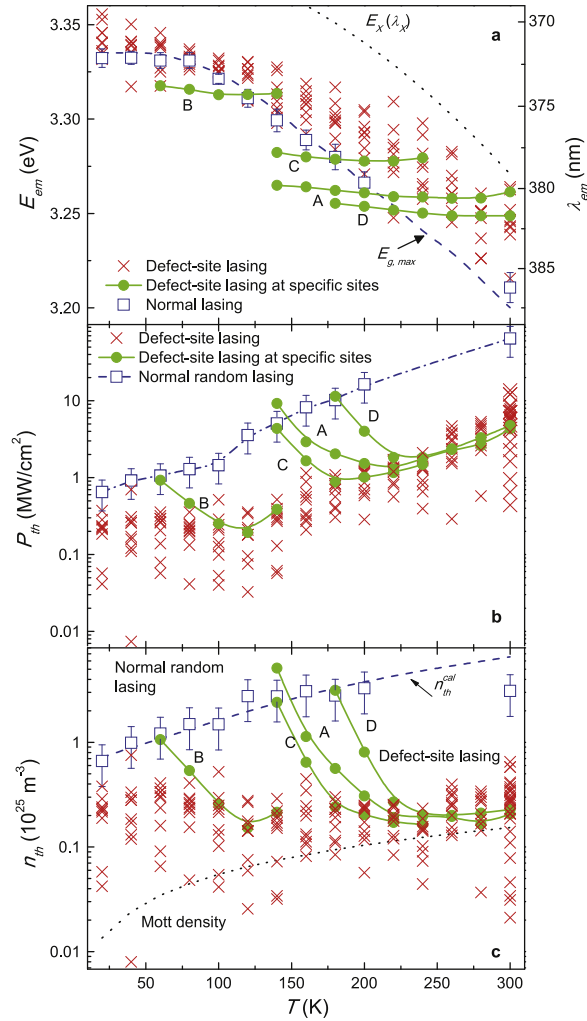 a
E_x (λ_x)
3.35
3.30
3.25
3.20
E_em (eV)
369
374
380
385
λ_em (nm)
B
C
A
D
E_g, max
Defect-site lasing
Defect-site lasing at specific sites
Normal lasing
Defect-site lasing
Defect-site lasing at specific sites
Normal random lasing
10
1
0.1
0.01
P_th (MW/cm²)
D
A
C
B
b
Normal random
lasing
n_th^cal
A
D
C
B
Defect-site lasing
1
0.1
0.01
n_th (10^25 m^-3)
Mott density
c
50 100 150 200 250 300
T (K)